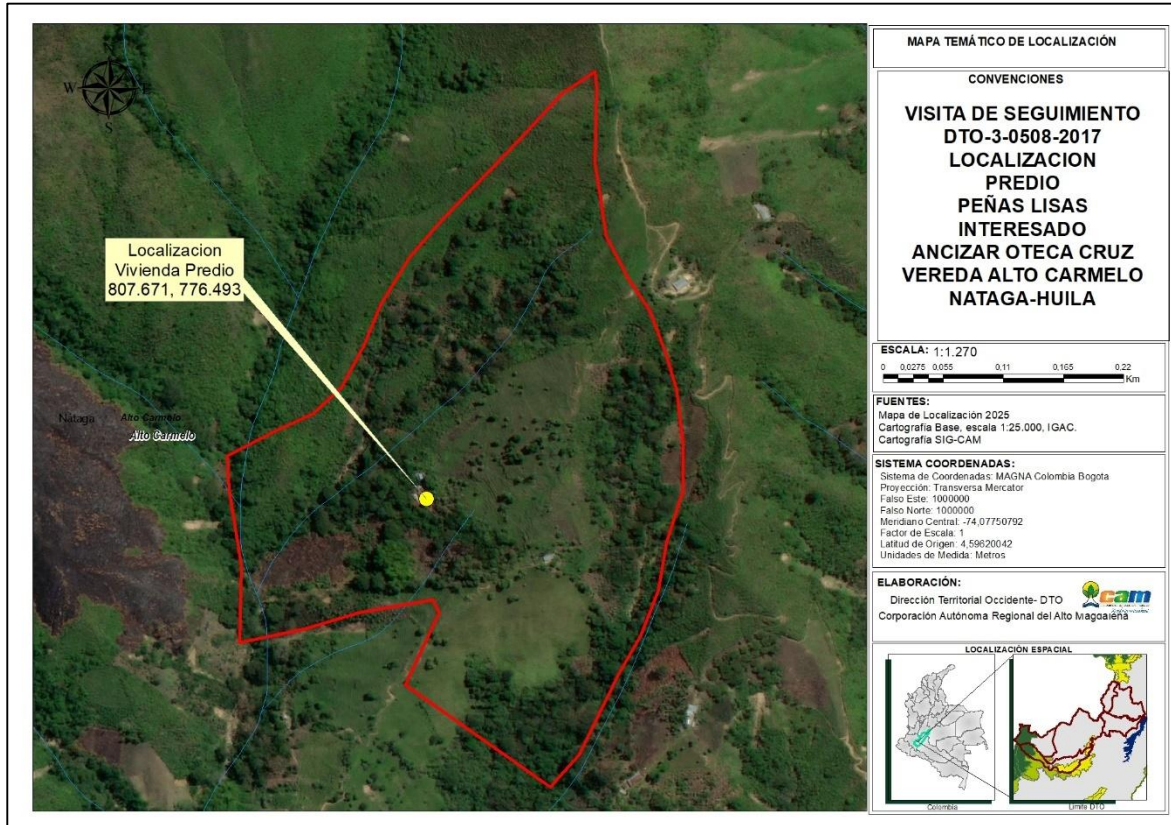 W
E
S
Localizacion
Vivienda Predio
807.671, 776.493
Nátaga
Alto Carmelo
Alto Carmelo
MAPA TEMÁTICO DE LOCALIZACIÓN
CONVENCIONES
VISITA DE SEGUIMIENTO
DTO-3-0508-2017
LOCALIZACION
PREDIO
PEÑAS LISAS
INTERESADO
ANCIZAR OTECA CRUZ
VEREDA ALTO CARMELO
NATAGA-HUILA
ESCALA: 1:1.270
0 0,0275 0,055 0,11 0,165 0,22
Km
FUENTES:
Mapa de Localización 2025
Cartografía Base, escala 1:25.000, IGAC.
Cartografía SIG-CAM
SISTEMA COORDENADAS:
Sistema de Coordenadas: MAGNA Colombia Bogota
Proyección: Transversa Mercator
Falso Este: 1000000
Falso Norte: 1000000
Meridiano Central: -74,07750792
Factor de Escala: 1
Latitud de Origen: 4,59620042
Unidades de Medida: Metros
ELABORACIÓN:
Dirección Territorial Occidente- DTO
cam
Corporación Autónoma Regional del Alto Magdalena
LOCALIZACIÓN ESPACIAL
Colombia
Limite DTO